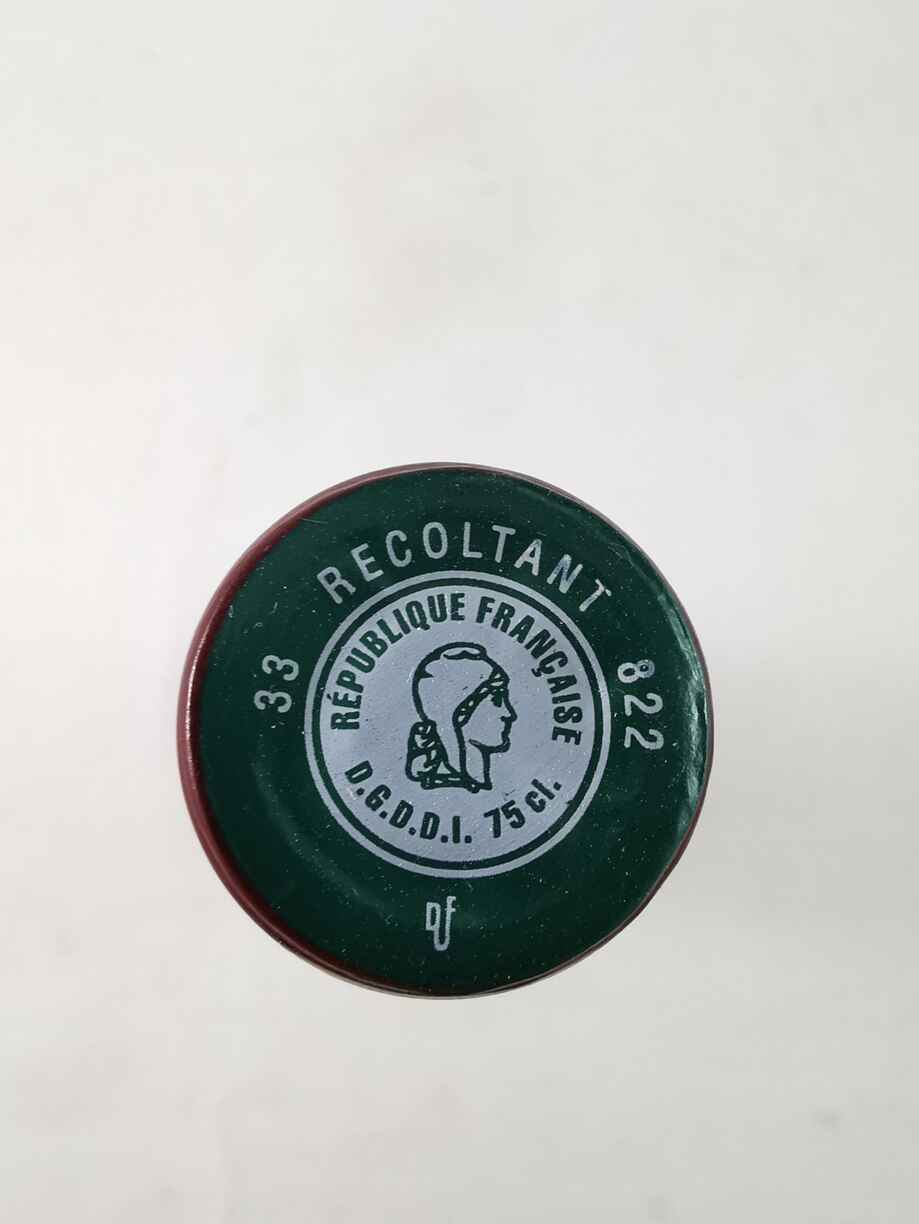 RECOLTANT
33
822
RÉPUBLIQUE FRANÇAISE
D.G.D.D.I. 75 cl.